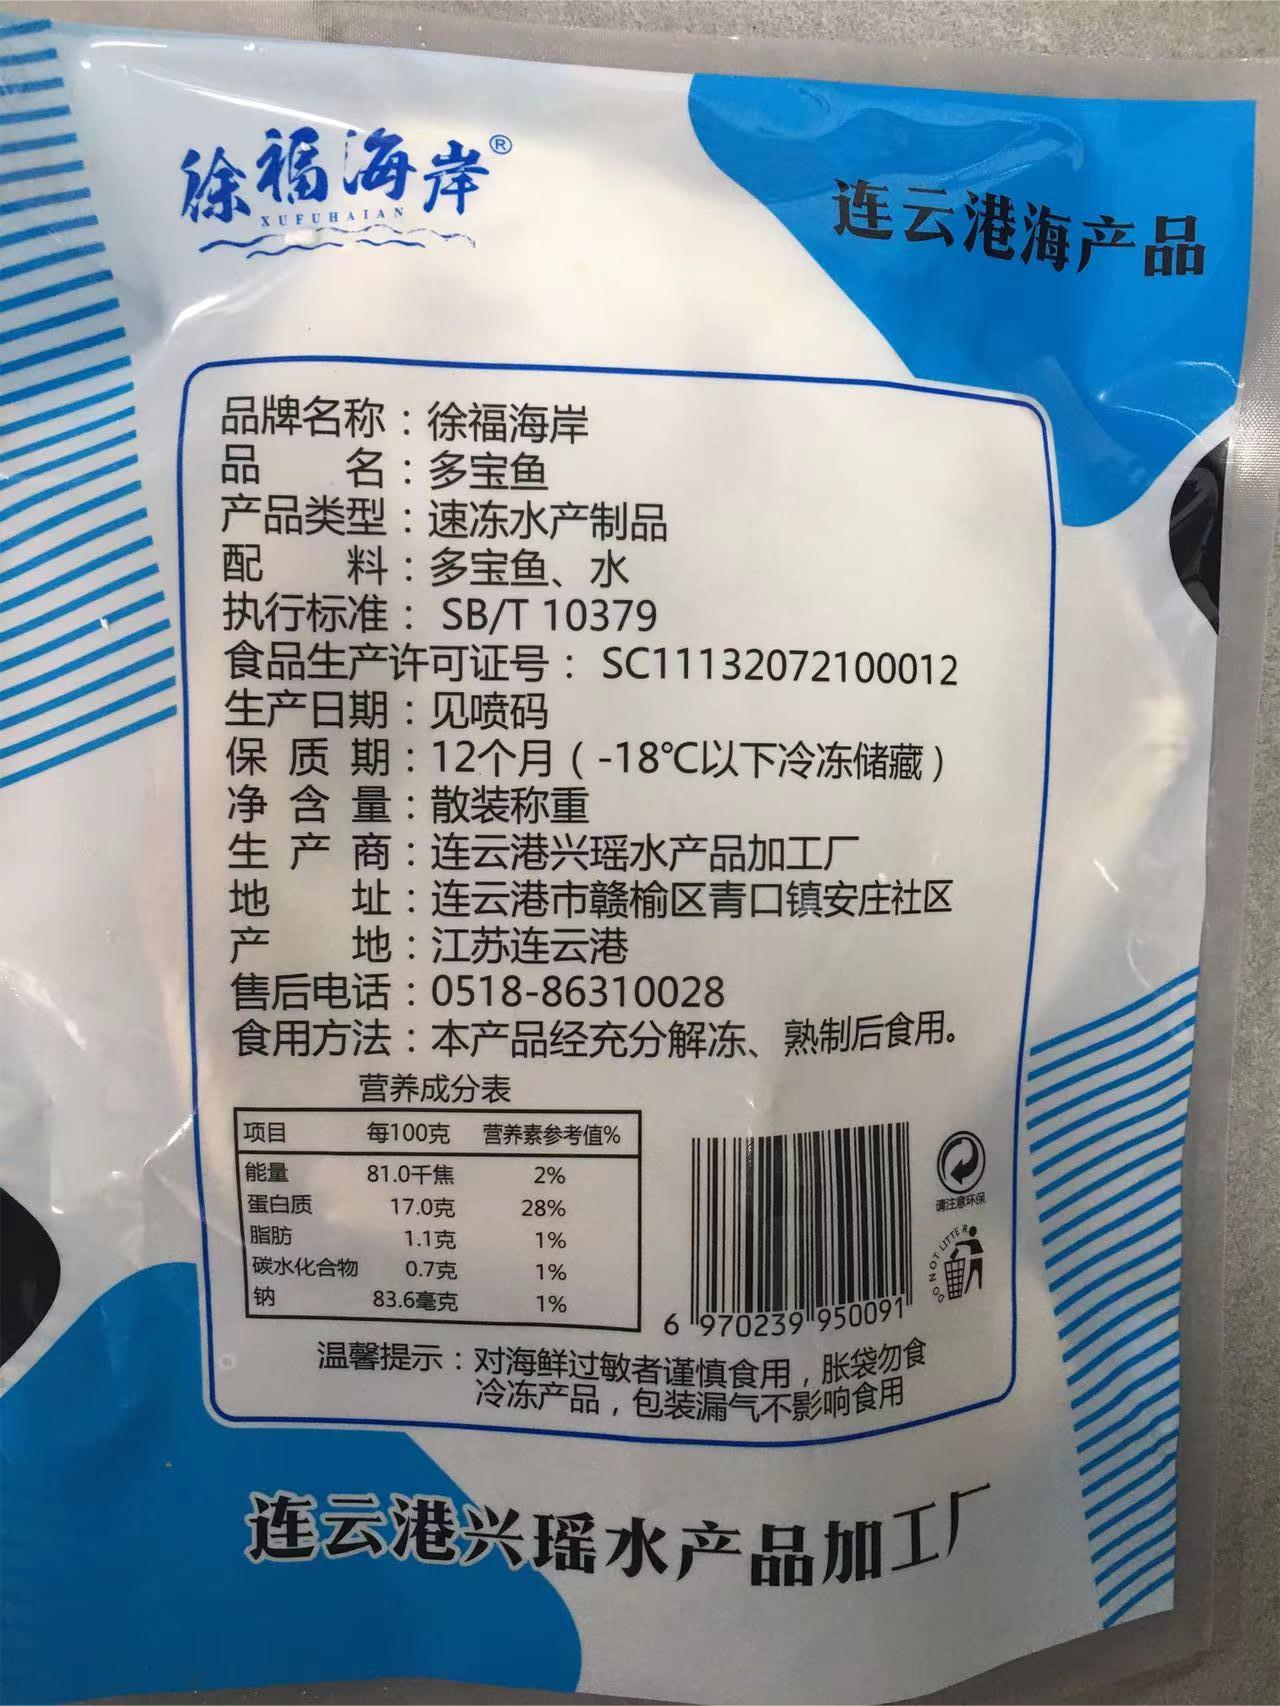 徐福海岸®
XUFUHAIAN
连云港海产品
品牌名称：徐福海岸
品 名：多宝鱼
产品类型：速冻水产制品
配 料：多宝鱼、水
执行标准： SB/T 10379
食品生产许可证号： SC11132072100012
生产日期：见喷码
保 质 期：12个月（-18℃以下冷冻储藏）
净 含 量：散装称重
生 产 商：连云港兴瑶水产品加工厂
地 址：连云港市赣榆区青口镇安庄社区
产 地：江苏连云港
售后电话：0518-86310028
食用方法：本产品经充分解冻、熟制后食用。
营养成分表
项目 每100克 营养素参考值%
能量 81.0千焦 2%
蛋白质 17.0克 28%
脂肪 1.1克 1%
碳水化合物 0.7克 1%
钠 83.6毫克 1%
6 970239 950091
请注意环保
DO NOT LITTER
温馨提示：对海鲜过敏者谨慎食用，胀袋勿食
冷冻产品，包装漏气不影响食用
连云港兴瑶水产品加工厂